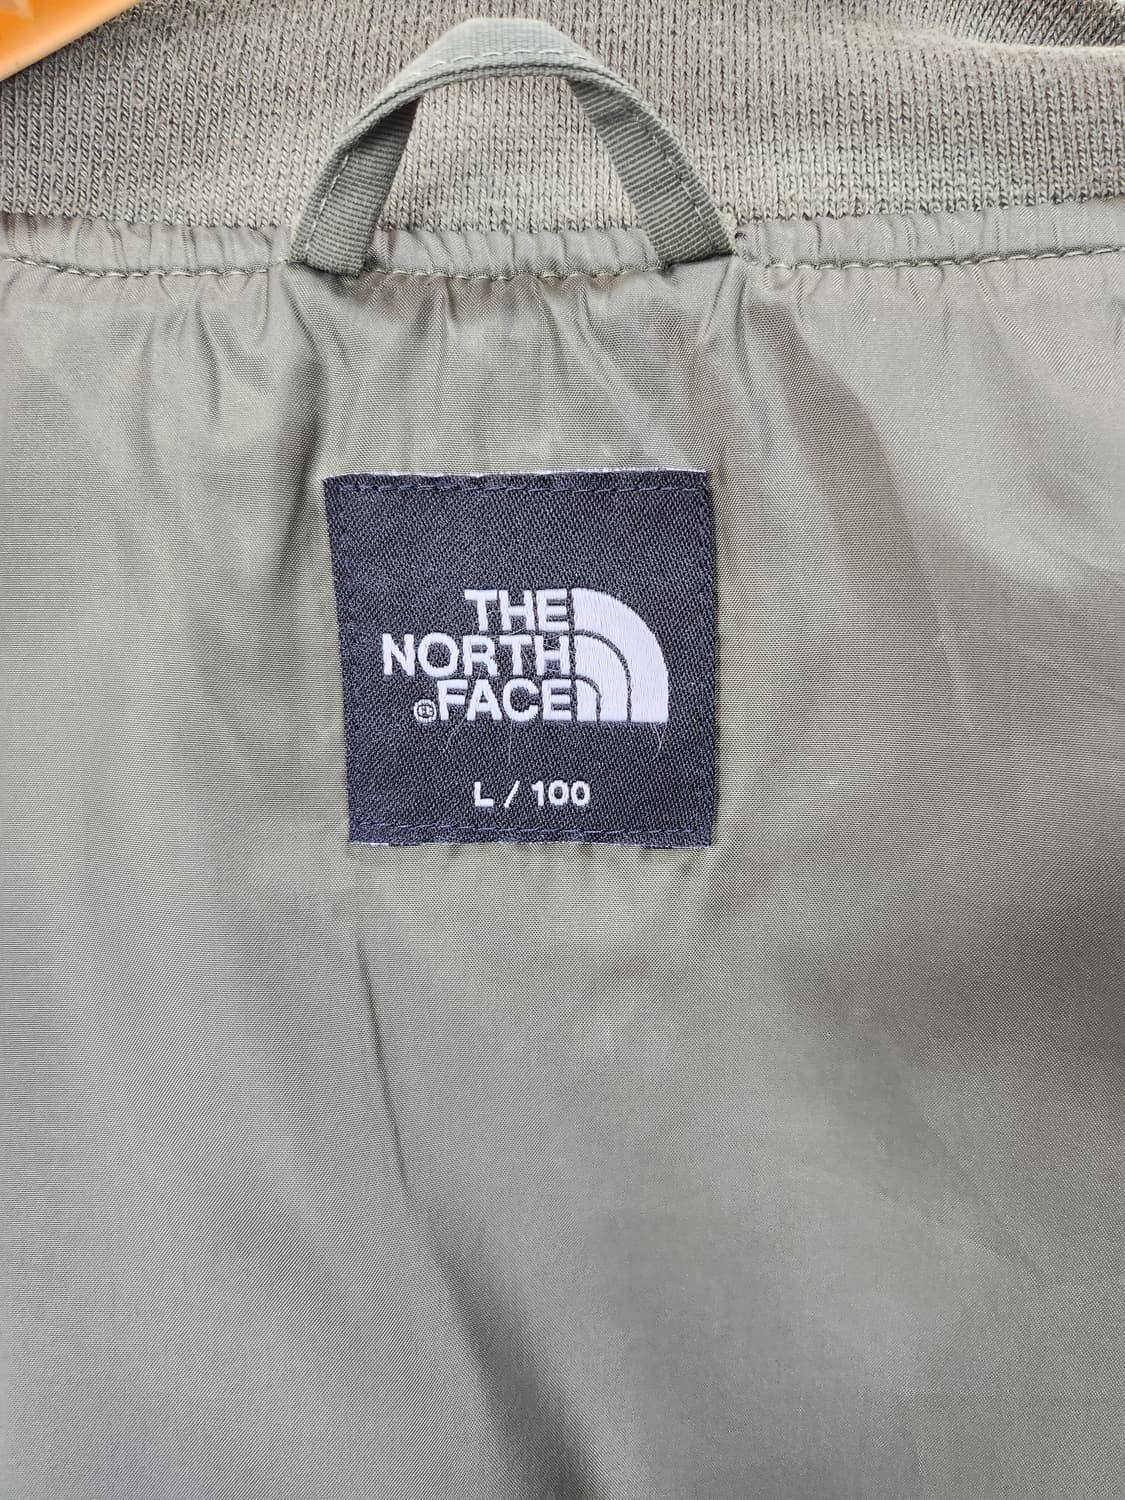 THE
NORTH
®FACE
L / 100